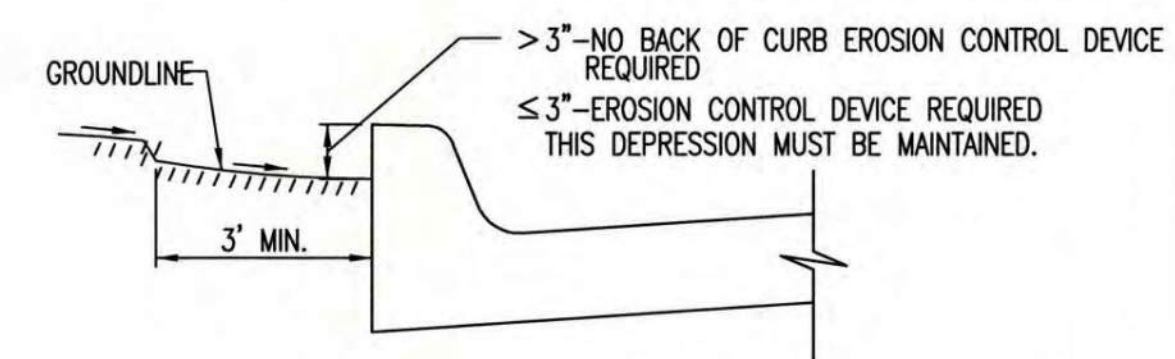 > 3"-NO BACK OF CURB EROSION CONTROL DEVICE
REQUIRED
GROUNDLINE
≤ 3"-EROSION CONTROL DEVICE REQUIRED
THIS DEPRESSION MUST BE MAINTAINED.
3' MIN.